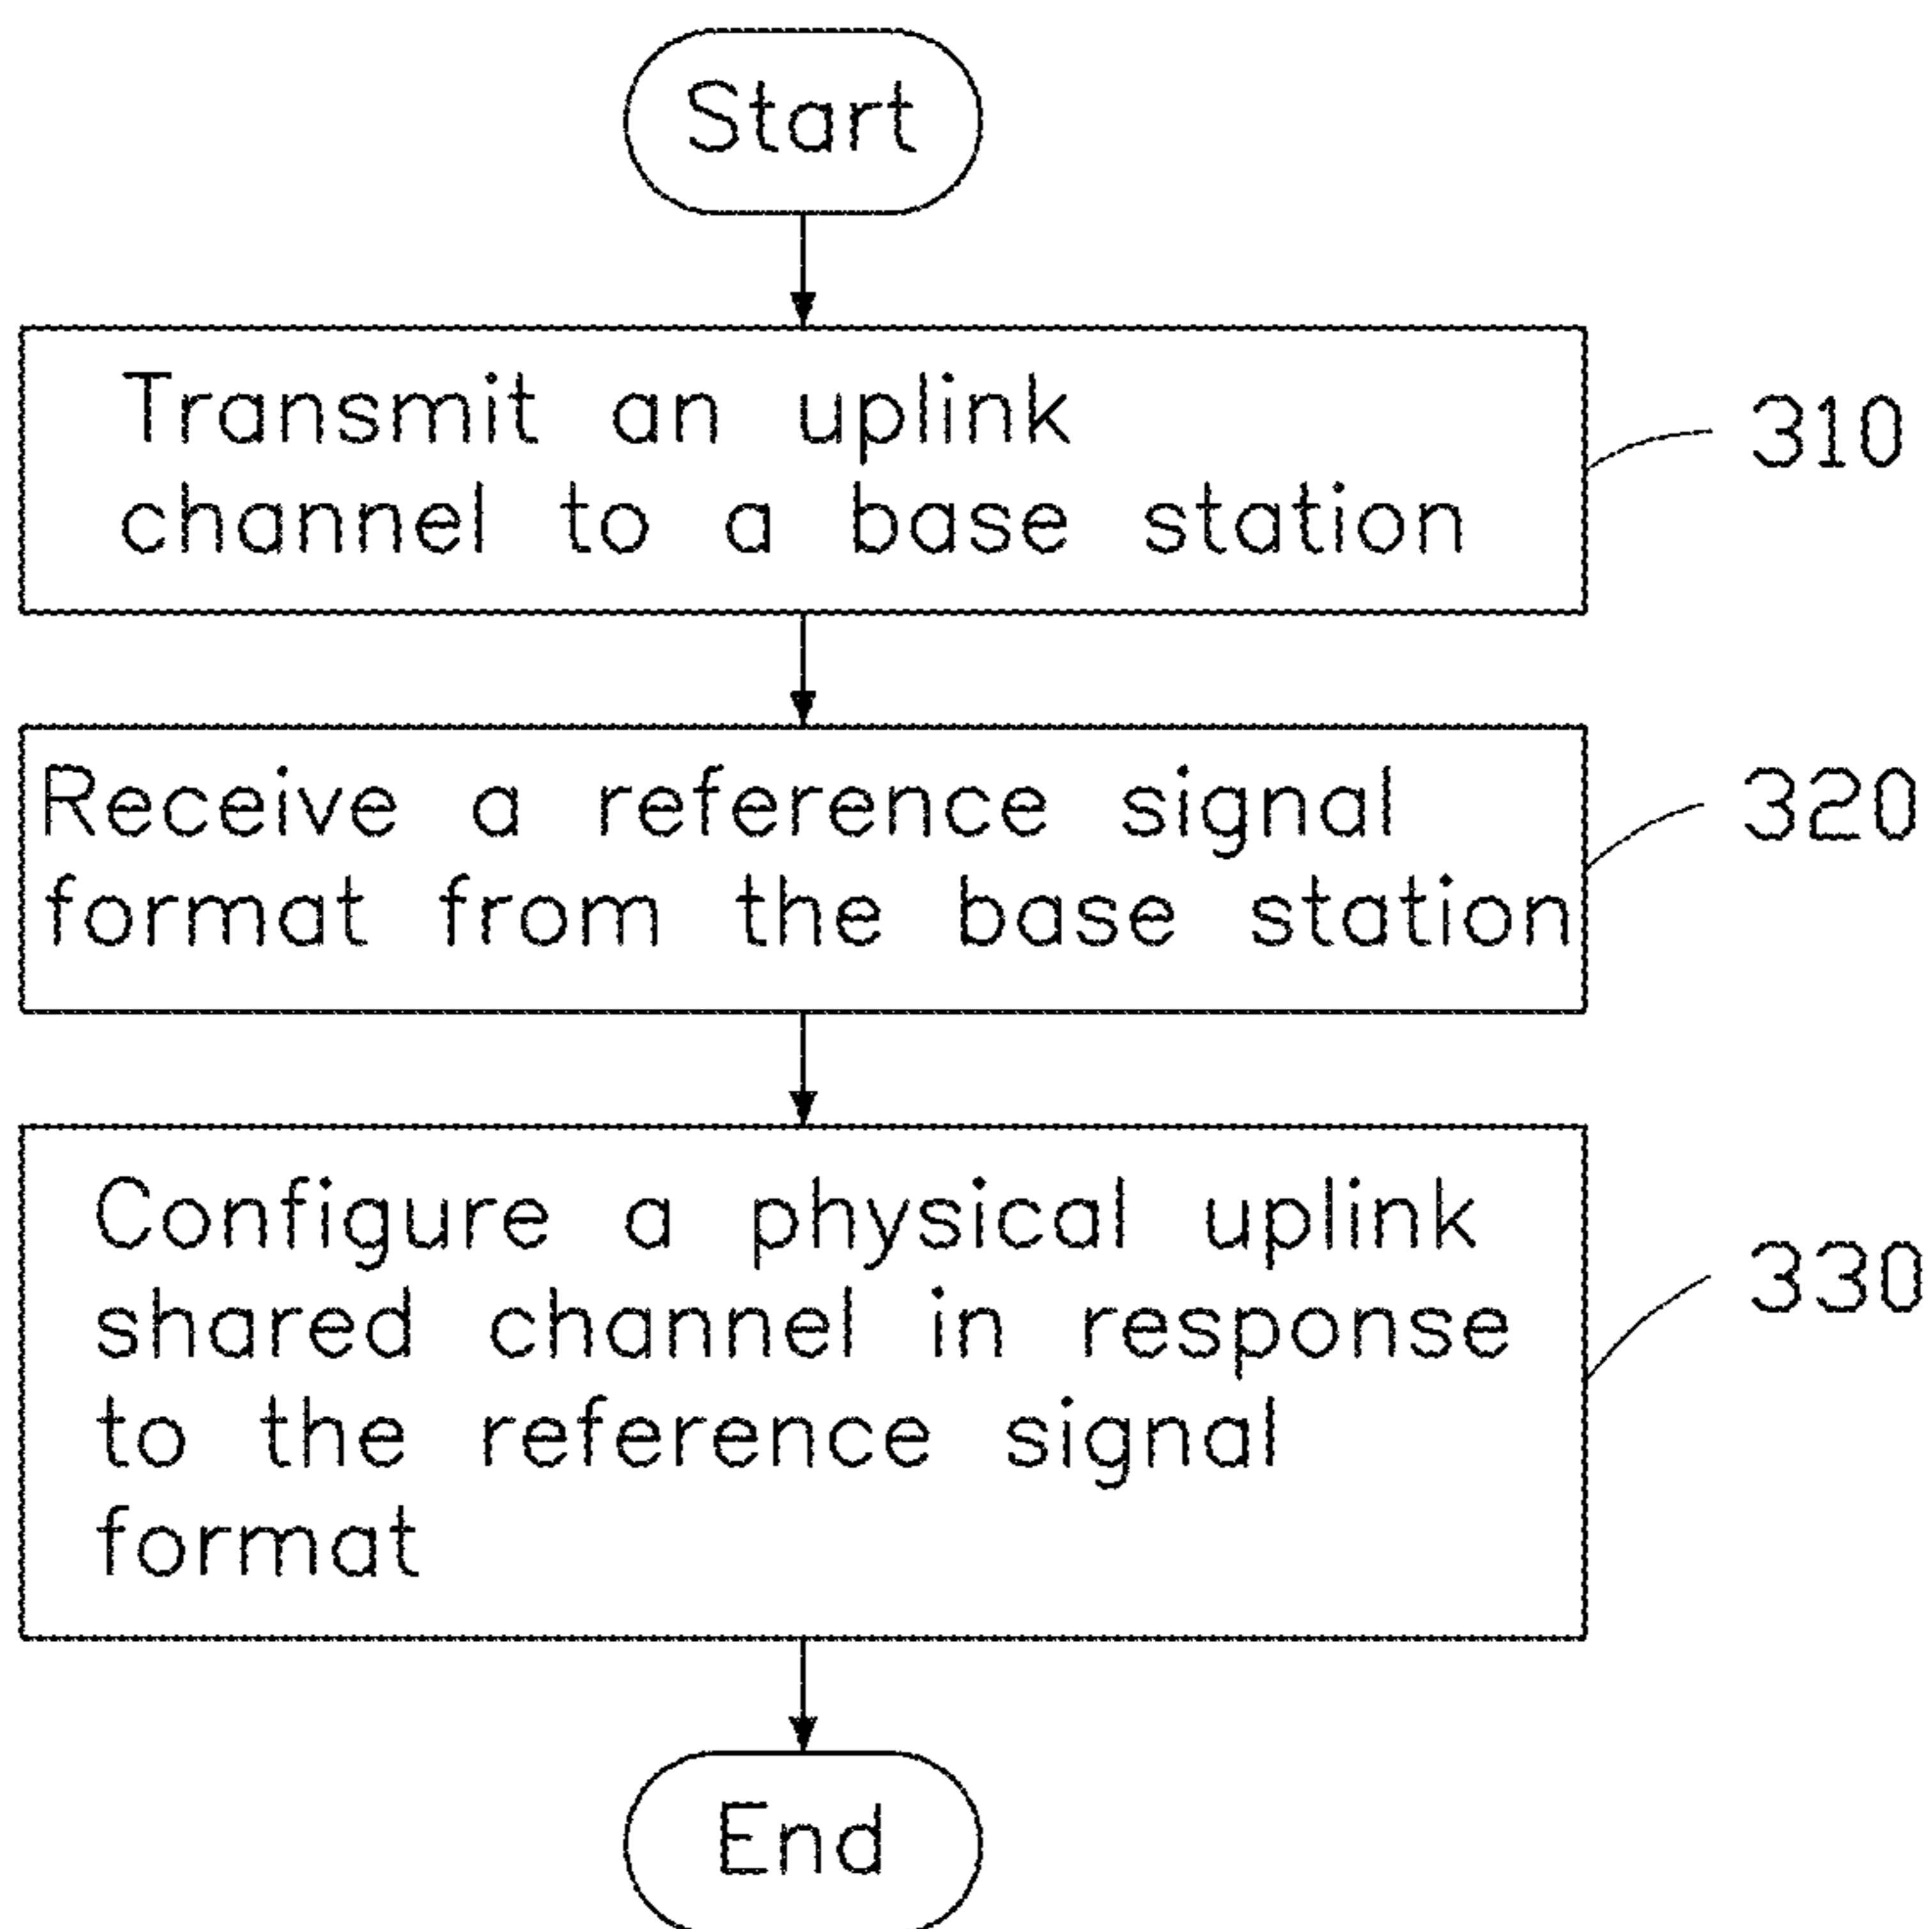 Start
Transmit an uplink
channel to a base station
310
Receive a reference signal
format from the base station
320
Configure a physical uplink
shared channel in response
to the reference signal
format
330
End